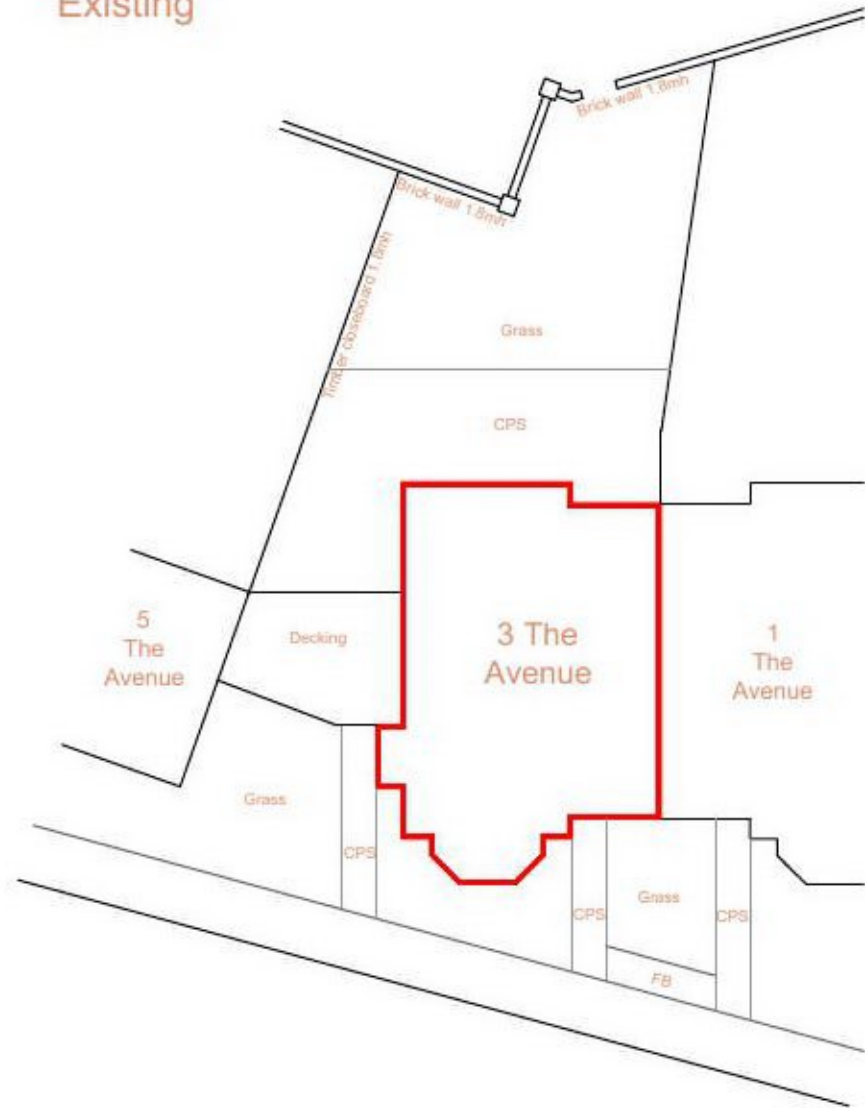 Existing
Brick wall 1.8mh
Brick wall 1.8mh
Timber closeboard 1.8mh
Grass
CPS
5
The
Avenue
Decking
3 The
Avenue
1
The
Avenue
Grass
CPS
CPS
Grass
CPS
FB